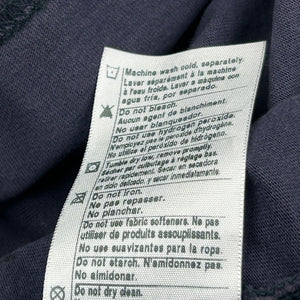 Machine wash cold, separately.
Laver séparément à la machine
à l'eau froide. Lavar a máquina con
agua fría, por separado.
Do not bleach.
Aucun agent de blanchiment.
No usar blanqueador.
Do not use hydrogen peroxide.
N'employez pas le peroxide d'hydrogène.
No utilice el peróxido de hidrógeno.
Tumble dry low, remove promptly.
Sécher par culbutage à réglage bas.
Retirer rapidement. Secar en secadora
en ciclo delicado, y secar inmediatamente.
Do not iron.
Ne pas repasser.
No planchar.
Do not use fabric softeners. Ne pas
utiliser de produits assouplissants.
No use suavizantes para la ropa.
Do not starch. N'amidonnez pas.
No almidonar.
Do not dry clean.